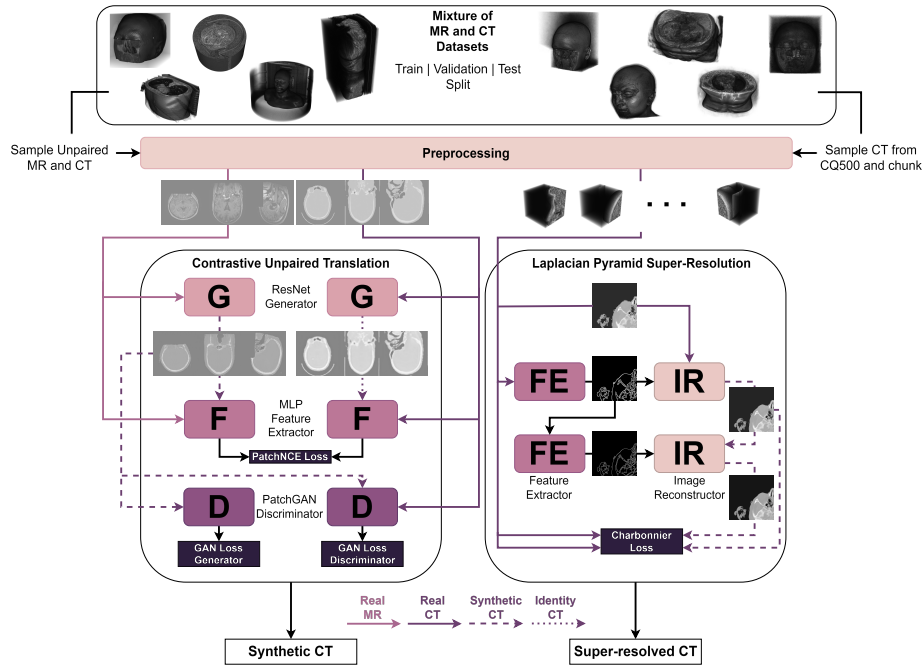 Mixture of
MR and CT
Datasets
Train | Validation | Test
Split
Sample Unpaired
MR and CT
Preprocessing
Sample CT from
CQ500 and chunk
Contrastive Unpaired Translation
G
ResNet
Generator
G
F
MLP
Feature
Extractor
F
PatchNCE Loss
D
PatchGAN
Discriminator
D
GAN Loss
Generator
GAN Loss
Discriminator
Laplacian Pyramid Super-Resolution
FE
IR
FE
IR
Feature
Extractor
Image
Reconstructor
Charbonnier
Loss
Real
MR
Real
CT
Synthetic
CT
Identity
CT
Synthetic CT
Super-resolved CT